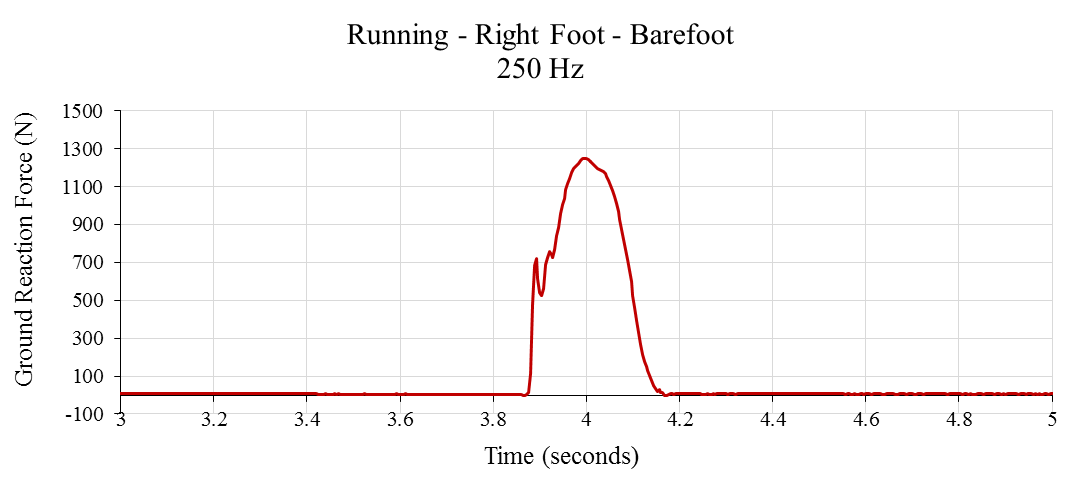 Running - Right Foot - Barefoot
250 Hz
Ground Reaction Force (N)
1500
1300
1100
900
700
500
300
100
-100
3 3.2 3.4 3.6 3.8 4 4.2 4.4 4.6 4.8 5
Time (seconds)